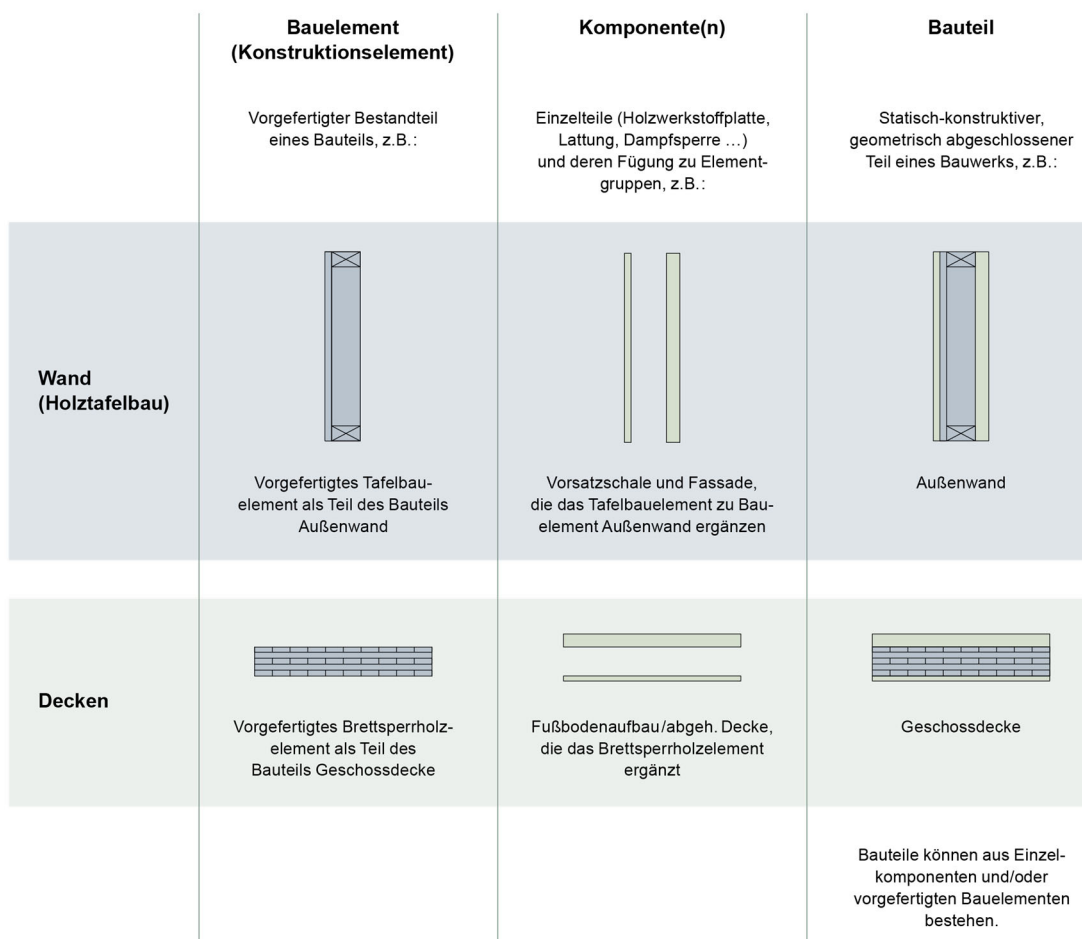 Bauelement
(Konstruktionselement)
Komponente(n)
Bauteil
Vorgefertigter Bestandteil
eines Bauteils, z.B.:
Einzelteile (Holzwerkstoffplatte,
Lattung, Dampfsperre …)
und deren Fügung zu Element-
gruppen, z.B.:
Statisch-konstruktiver,
geometrisch abgeschlossener
Teil eines Bauwerks, z.B.:
Wand
(Holztafelbau)
Vorgefertigtes Tafelbau-
element als Teil des Bauteils
Außenwand
Vorsatzschale und Fassade,
die das Tafelbauelement zu Bau-
element Außenwand ergänzen
Außenwand
Decken
Vorgefertigtes Brettsperrholz-
element als Teil des
Bauteils Geschossdecke
Fußbodenaufbau/abgeh. Decke,
die das Brettsperrholzelement
ergänzt
Geschossdecke
Bauteile können aus Einzel-
komponenten und/oder
vorgefertigten Bauelementen
bestehen.